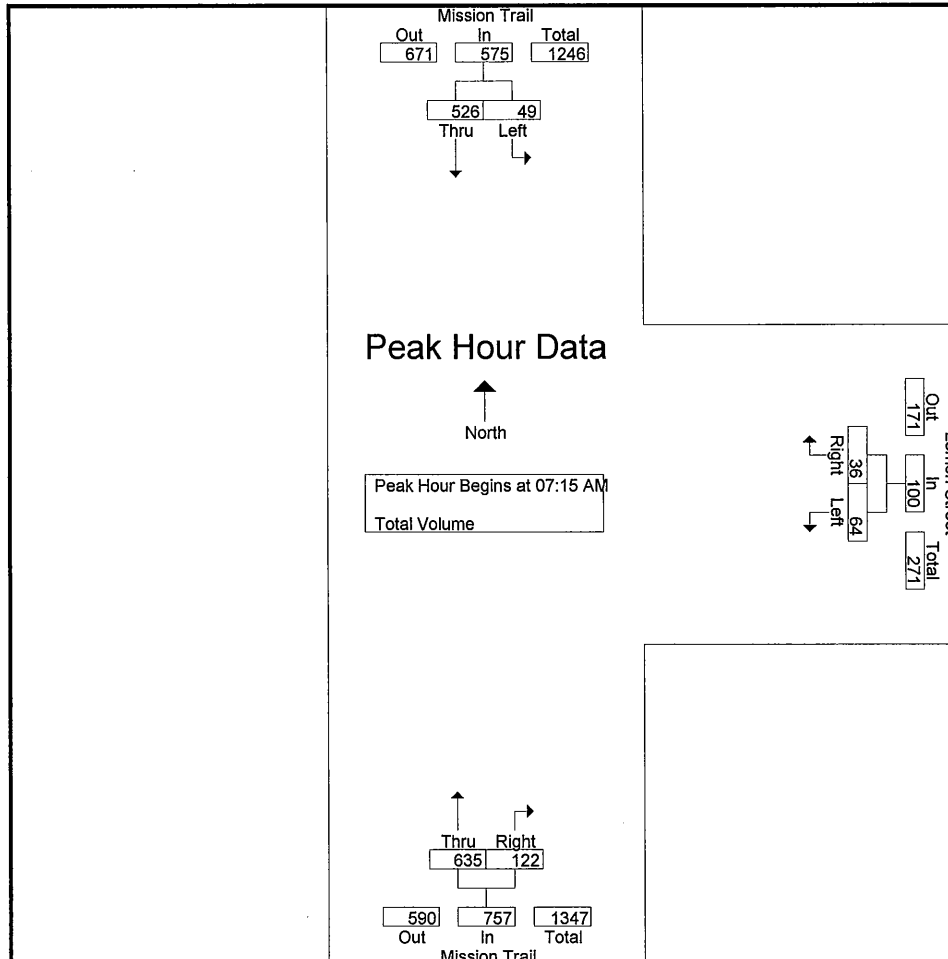 Mission Trail
Out In Total
671 575 1246
526 49
Thru Left
Peak Hour Data
North
Peak Hour Begins at 07:15 AM
Total Volume
Out In Total
171 100 271
36 64
Right Left
Thru Right
635 122
590 757 1347
Out In Total
Mission Trail